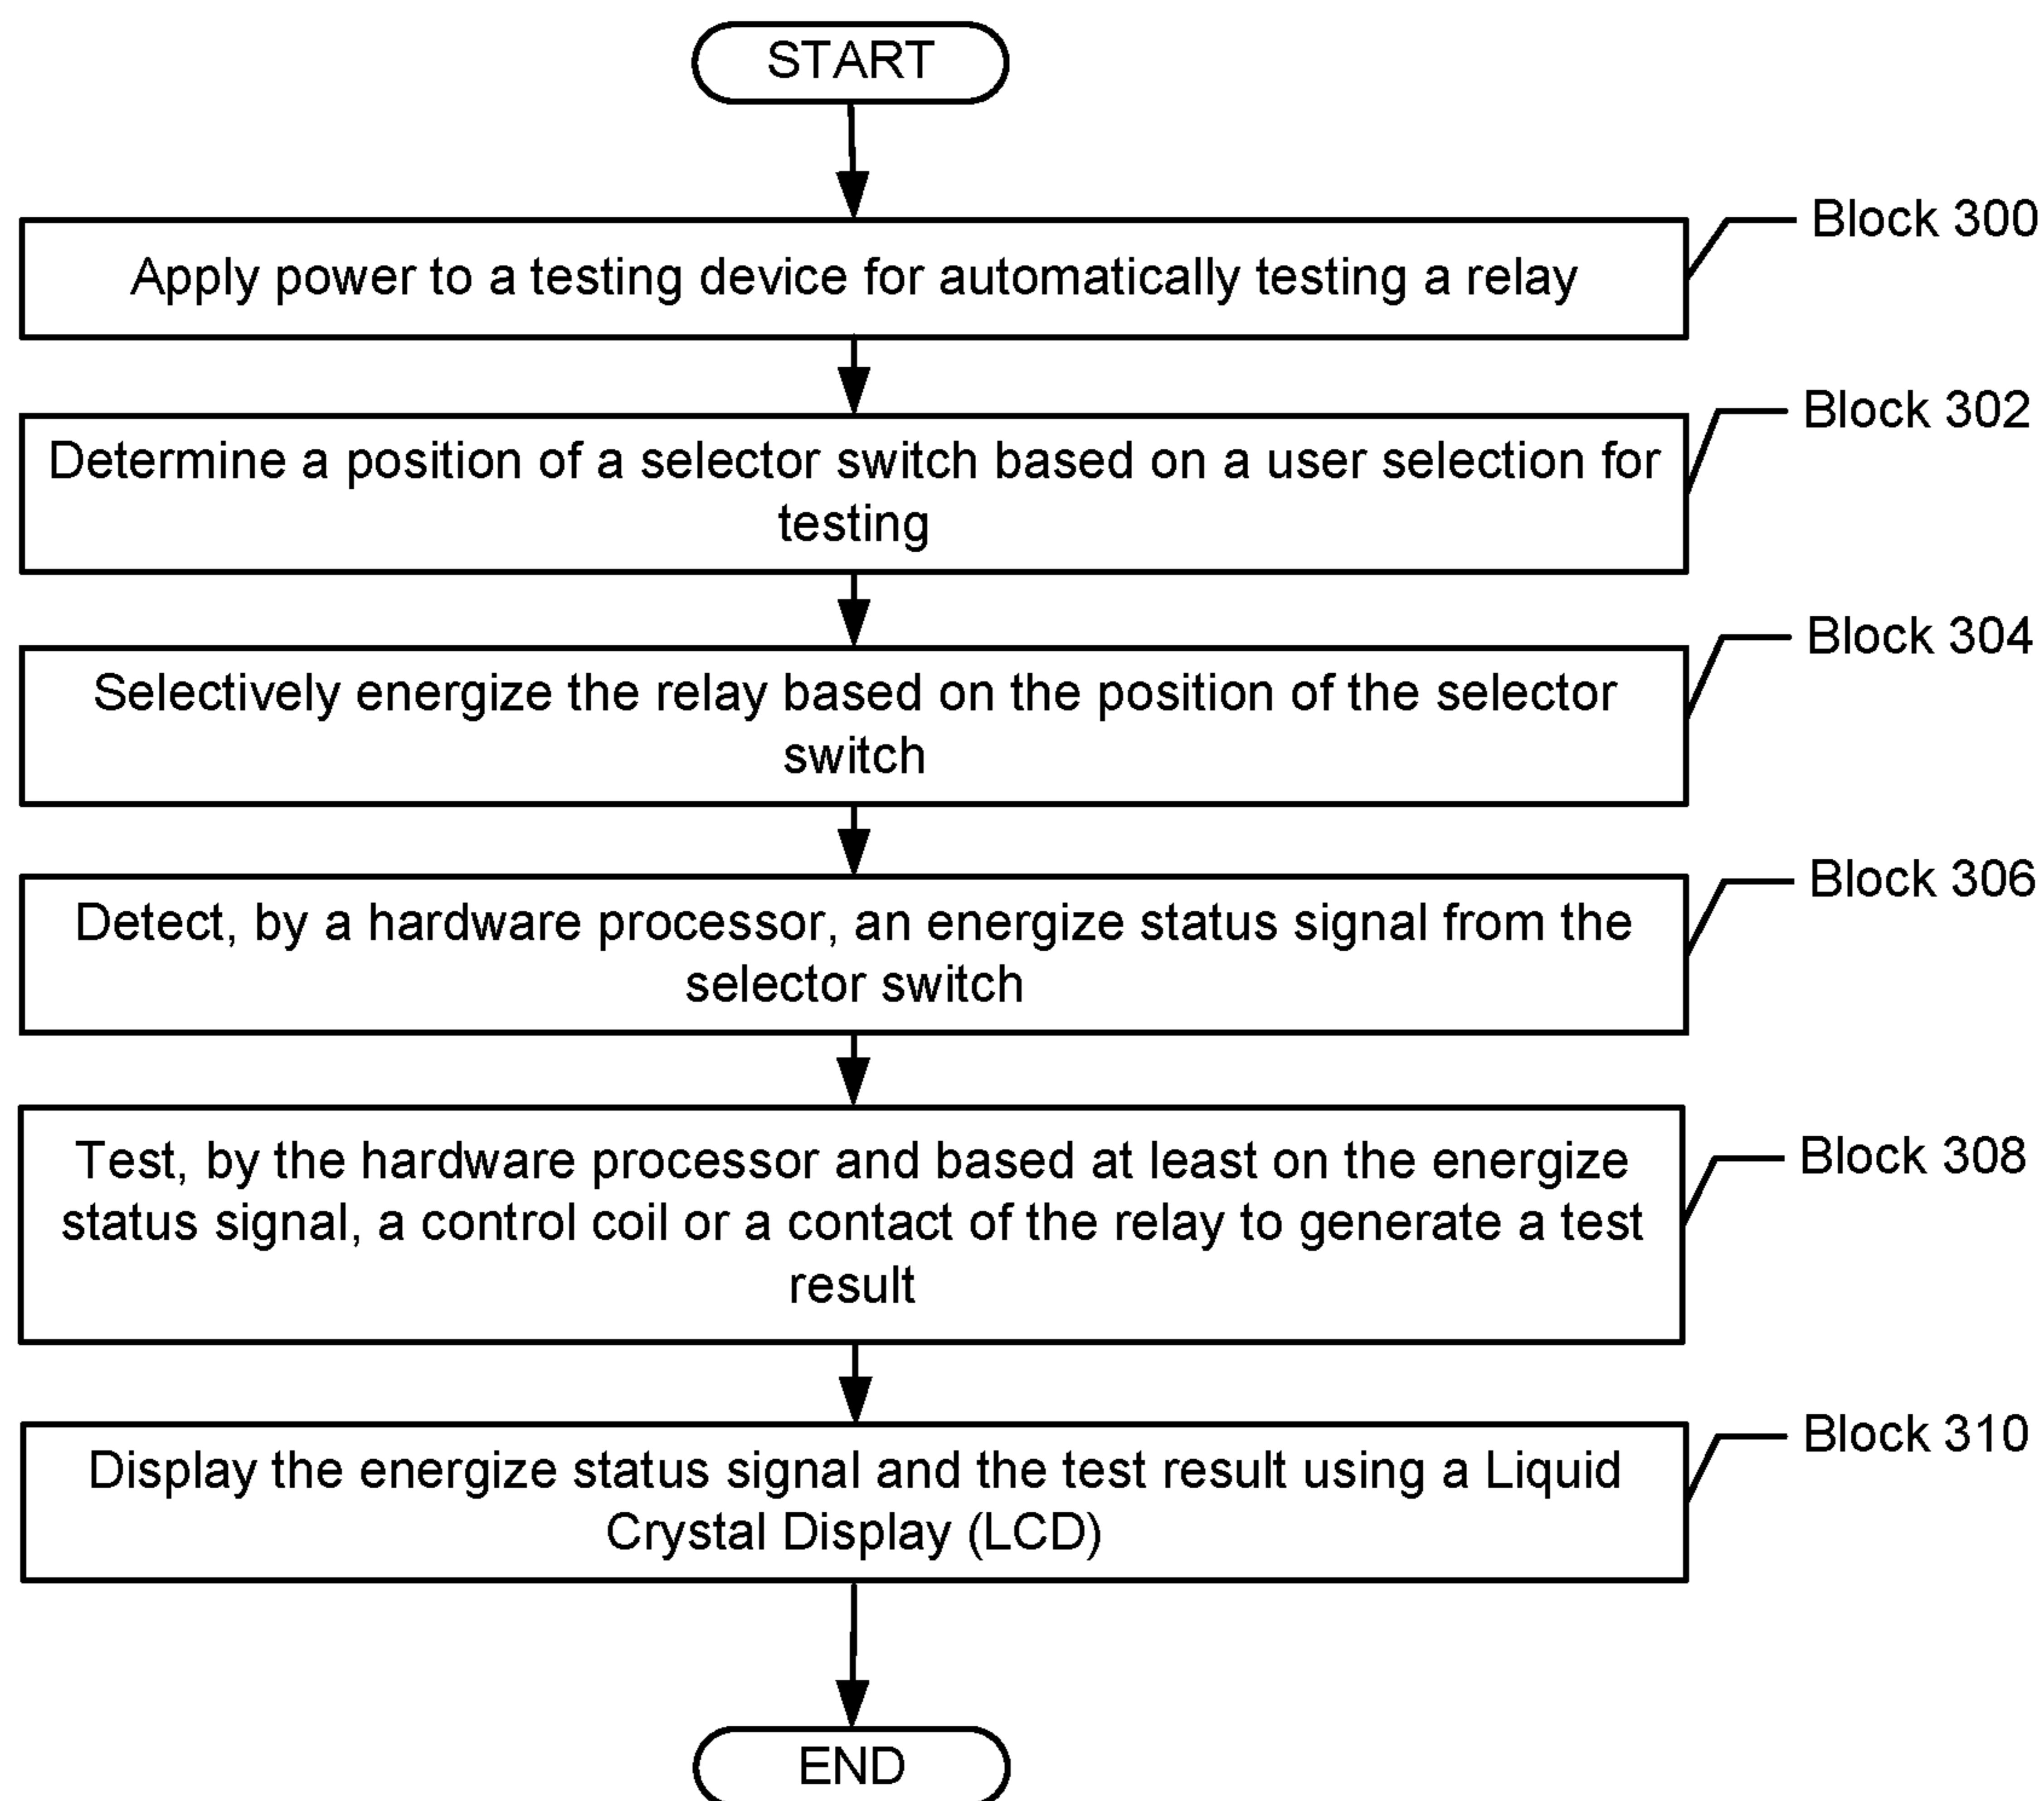 START
Block 300
Apply power to a testing device for automatically testing a relay
Block 302
Determine a position of a selector switch based on a user selection for
testing
Block 304
Selectively energize the relay based on the position of the selector
switch
Block 306
Detect, by a hardware processor, an energize status signal from the
selector switch
Block 308
Test, by the hardware processor and based at least on the energize
status signal, a control coil or a contact of the relay to generate a test
result
Block 310
Display the energize status signal and the test result using a Liquid
Crystal Display (LCD)
END